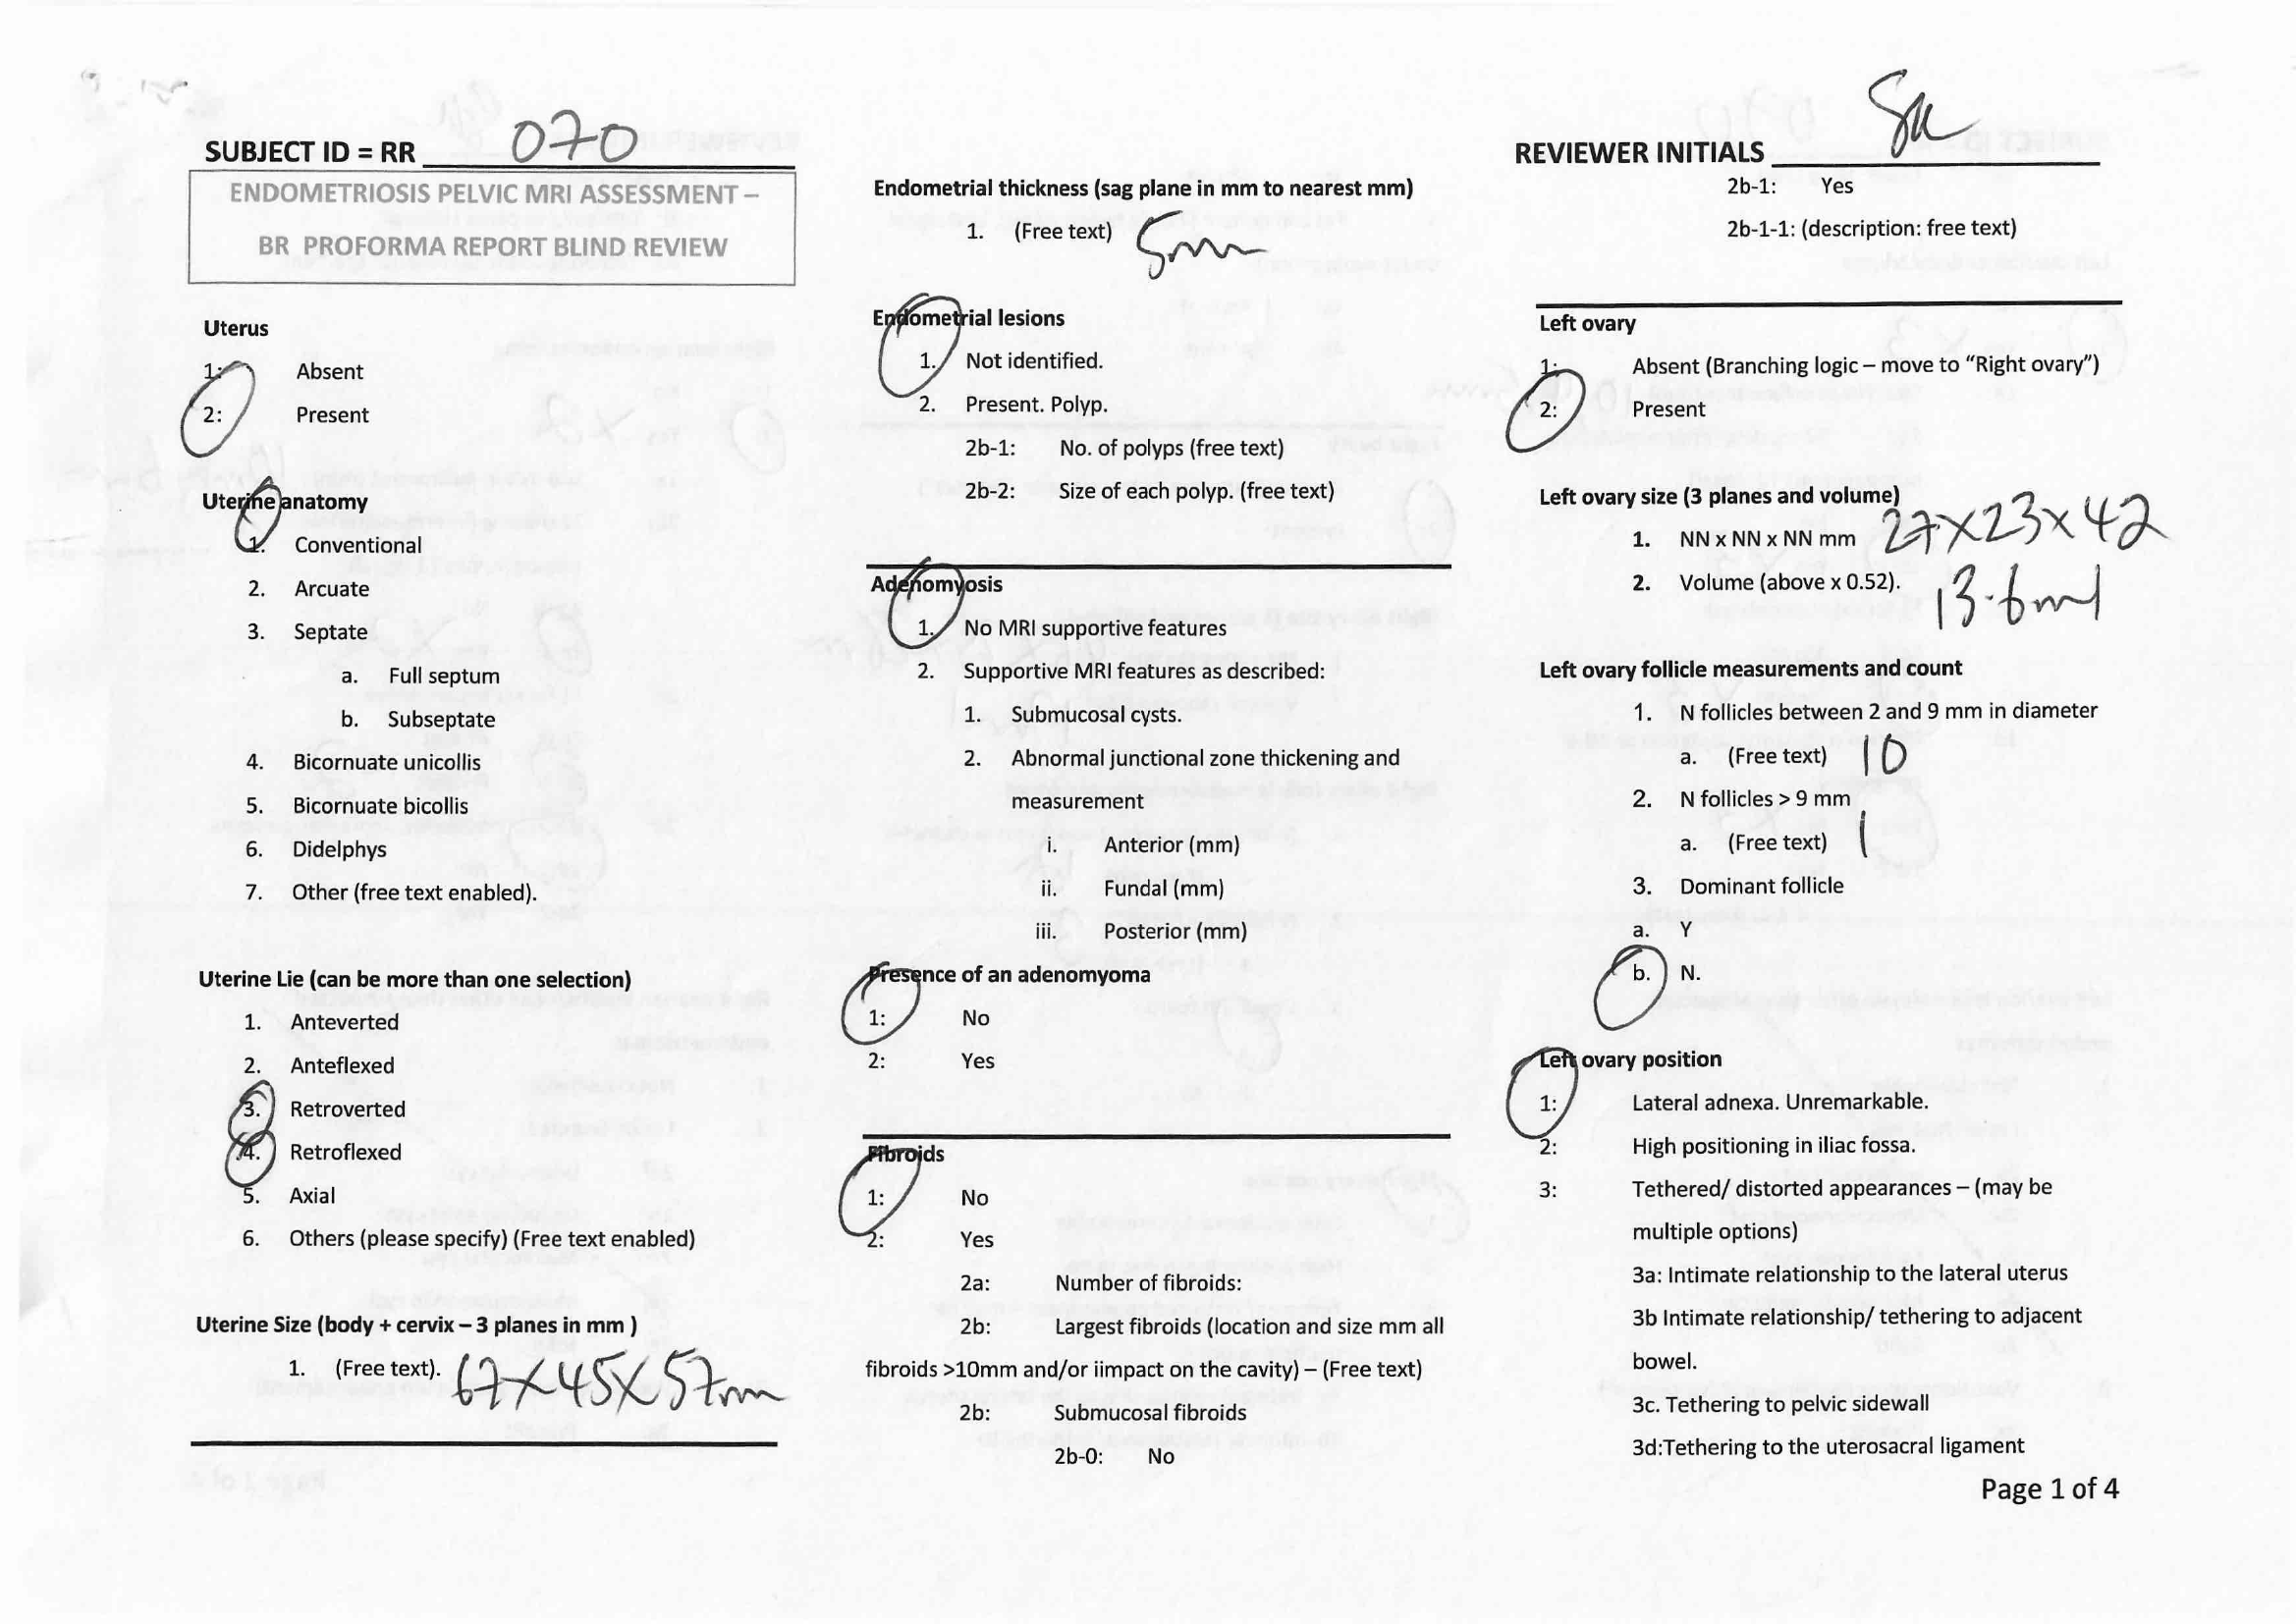 SUBJECT ID = RR 070
ENDOMETRIOSIS PELVIC MRI ASSESSMENT –
BR PROFORMA REPORT BLIND REVIEW
Uterus
1: Absent
2: Present
Uterine anatomy
1. Conventional
2. Arcuate
3. Septate
a. Full septum
b. Subseptate
4. Bicornuate unicollis
5. Bicornuate bicollis
6. Didelphys
7. Other (free text enabled).
Uterine Lie (can be more than one selection)
1. Anteverted
2. Anteflexed
3. Retroverted
4. Retroflexed
5. Axial
6. Others (please specify) (Free text enabled)
Uterine Size (body + cervix – 3 planes in mm )
1. (Free text). 67 X 45 X 57mm
Endometrial thickness (sag plane in mm to nearest mm)
1. (Free text) 5mm
Endometrial lesions
1. Not identified.
2. Present. Polyp.
2b-1: No. of polyps (free text)
2b-2: Size of each polyp. (free text)
Adenomyosis
1. No MRI supportive features
2. Supportive MRI features as described:
1. Submucosal cysts.
2. Abnormal junctional zone thickening and
measurement
i. Anterior (mm)
ii. Fundal (mm)
iii. Posterior (mm)
Presence of an adenomyoma
1: No
2: Yes
Fibroids
1: No
2: Yes
2a: Number of fibroids:
2b: Largest fibroids (location and size mm all
fibroids >10mm and/or iimpact on the cavity) – (Free text)
2b: Submucosal fibroids
2b-0: No
REVIEWER INITIALS
2b-1: Yes
2b-1-1: (description: free text)
Left ovary
1: Absent (Branching logic – move to “Right ovary”)
2: Present
Left ovary size (3 planes and volume)
1. NN x NN x NN mm 27 X 23 x 42
2. Volume (above x 0.52). 13.6ml
Left ovary follicle measurements and count
1. N follicles between 2 and 9 mm in diameter
a. (Free text) 10
2. N follicles > 9 mm
a. (Free text) 1
3. Dominant follicle
a. Y
b. N.
Left ovary position
1: Lateral adnexa. Unremarkable.
2: High positioning in iliac fossa.
3: Tethered/ distorted appearances – (may be
multiple options)
3a: Intimate relationship to the lateral uterus
3b Intimate relationship/ tethering to adjacent
bowel.
3c. Tethering to pelvic sidewall
3d:Tethering to the uterosacral ligament
Page 1 of 4